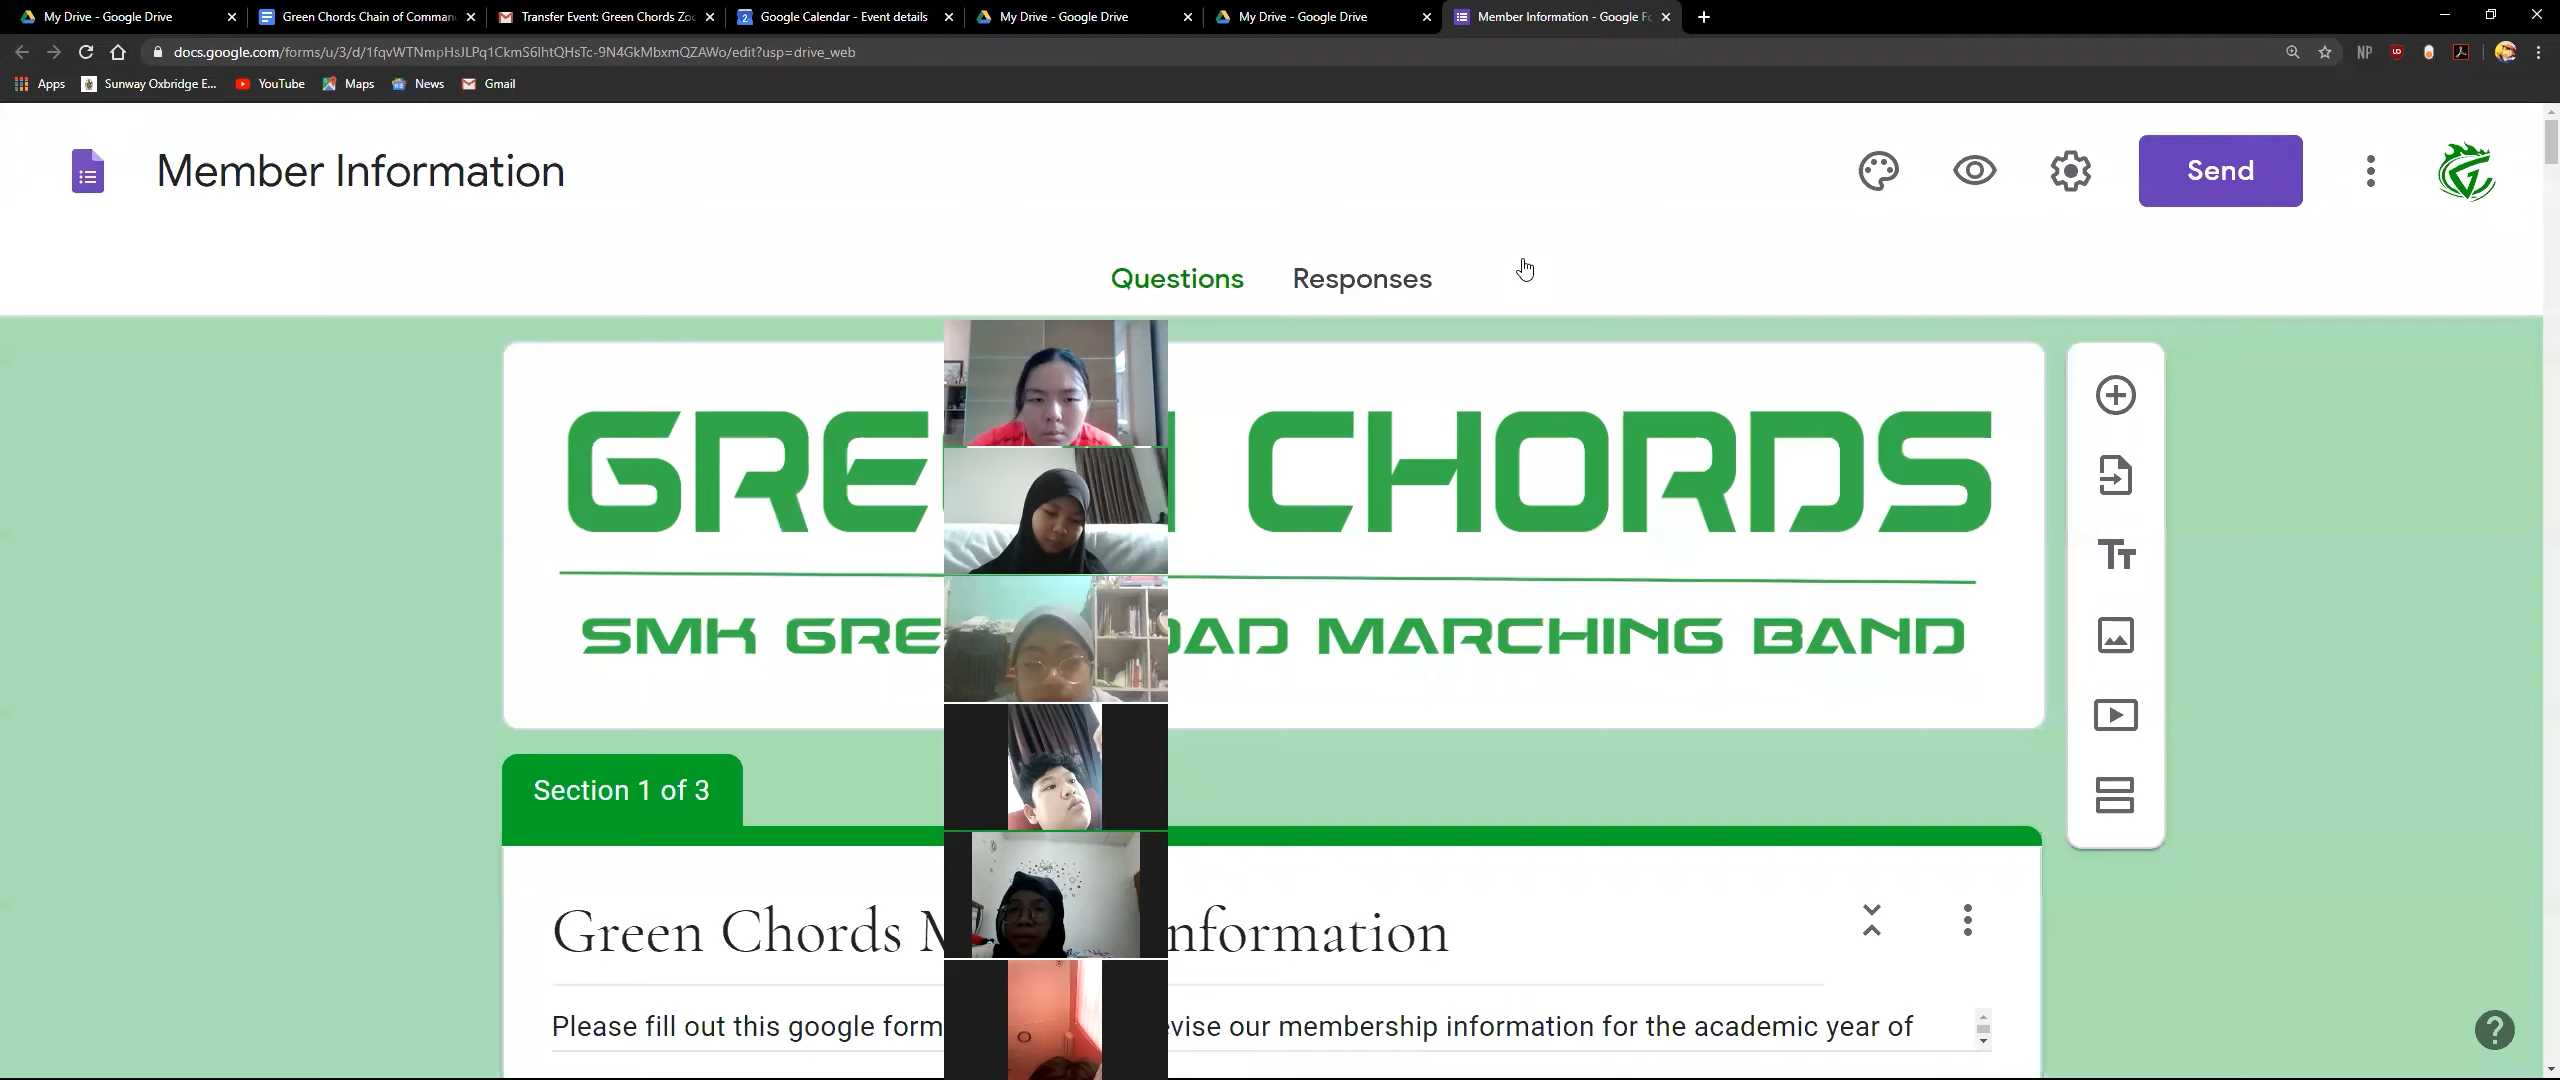 My Drive - Google Drive
Green Chords Chain of Comman
Transfer Event: Green Chords Zoo
Google Calendar - Event details
My Drive - Google Drive
My Drive - Google Drive
Member Information - Google Fo
docs.google.com/forms/u/3/d/1fqvWTNmpHsJLPq1CkmS6lhtQHsTc-9N4GkMbxmQZAWo/edit?usp=drive_web
NP
Apps
Sunway Oxbridge E...
YouTube
Maps
News
Gmail
Member Information
Send
Questions
Responses
GRE CHORDS
SMK GRE OAD MARCHING BAND
Section 1 of 3
Green Chords M nformation
Please fill out this google form evise our membership information for the academic year of